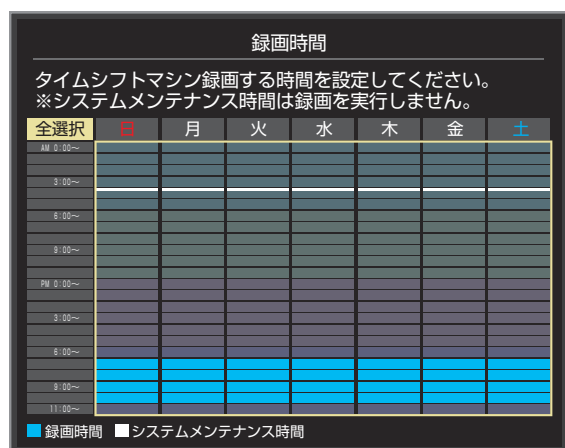 録画時間
タイムシフトマシン録画する時間を設定してください。
※システムメンテナンス時間は録画を実行しません。
全選択 日 月 火 水 木 金 土
AM 0:00～
3:00～
6:00～
9:00～
PM 0:00～
3:00～
6:00～
9:00～
11:00～
録画時間 システムメンテナンス時間